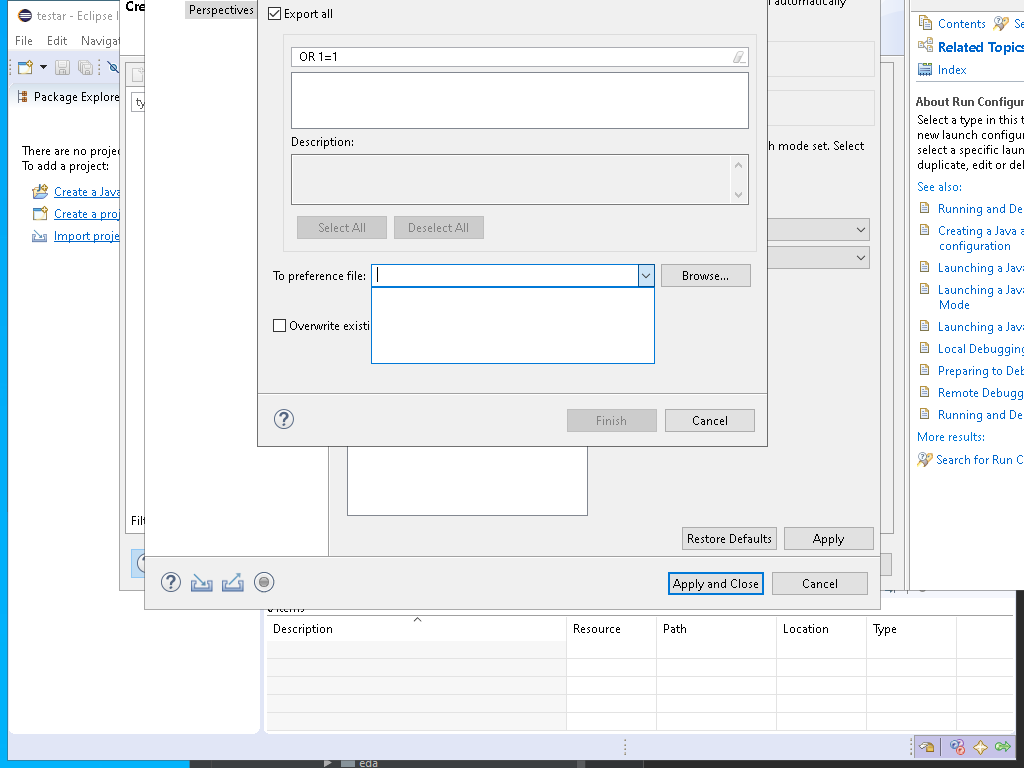 testar - Eclipse I
Cre
Perspectives
Export all
automatically
File Edit Navigat
OR 1=1
Contents
Se
Related Topics
Index
Package Explore
ty
Description:
About Run Configur
Select a type in this t
new launch configur
select a specific laun
duplicate, edit or del
h mode set. Select
There are no projec
To add a project:
Create a Java
Create a proj
Import proje
See also:
Running and De
Creating a Java a
configuration
Launching a Java
Launching a Java
Mode
Launching a Java
Local Debugging
Preparing to Deb
Remote Debugg
Running and De
More results:
Search for Run C
Select All
Deselect All
To preference file:
Browse...
Overwrite existi
Finish
Cancel
Filt
Restore Defaults
Apply
Apply and Close
Cancel
items
Description
Resource
Path
Location
Type
eda